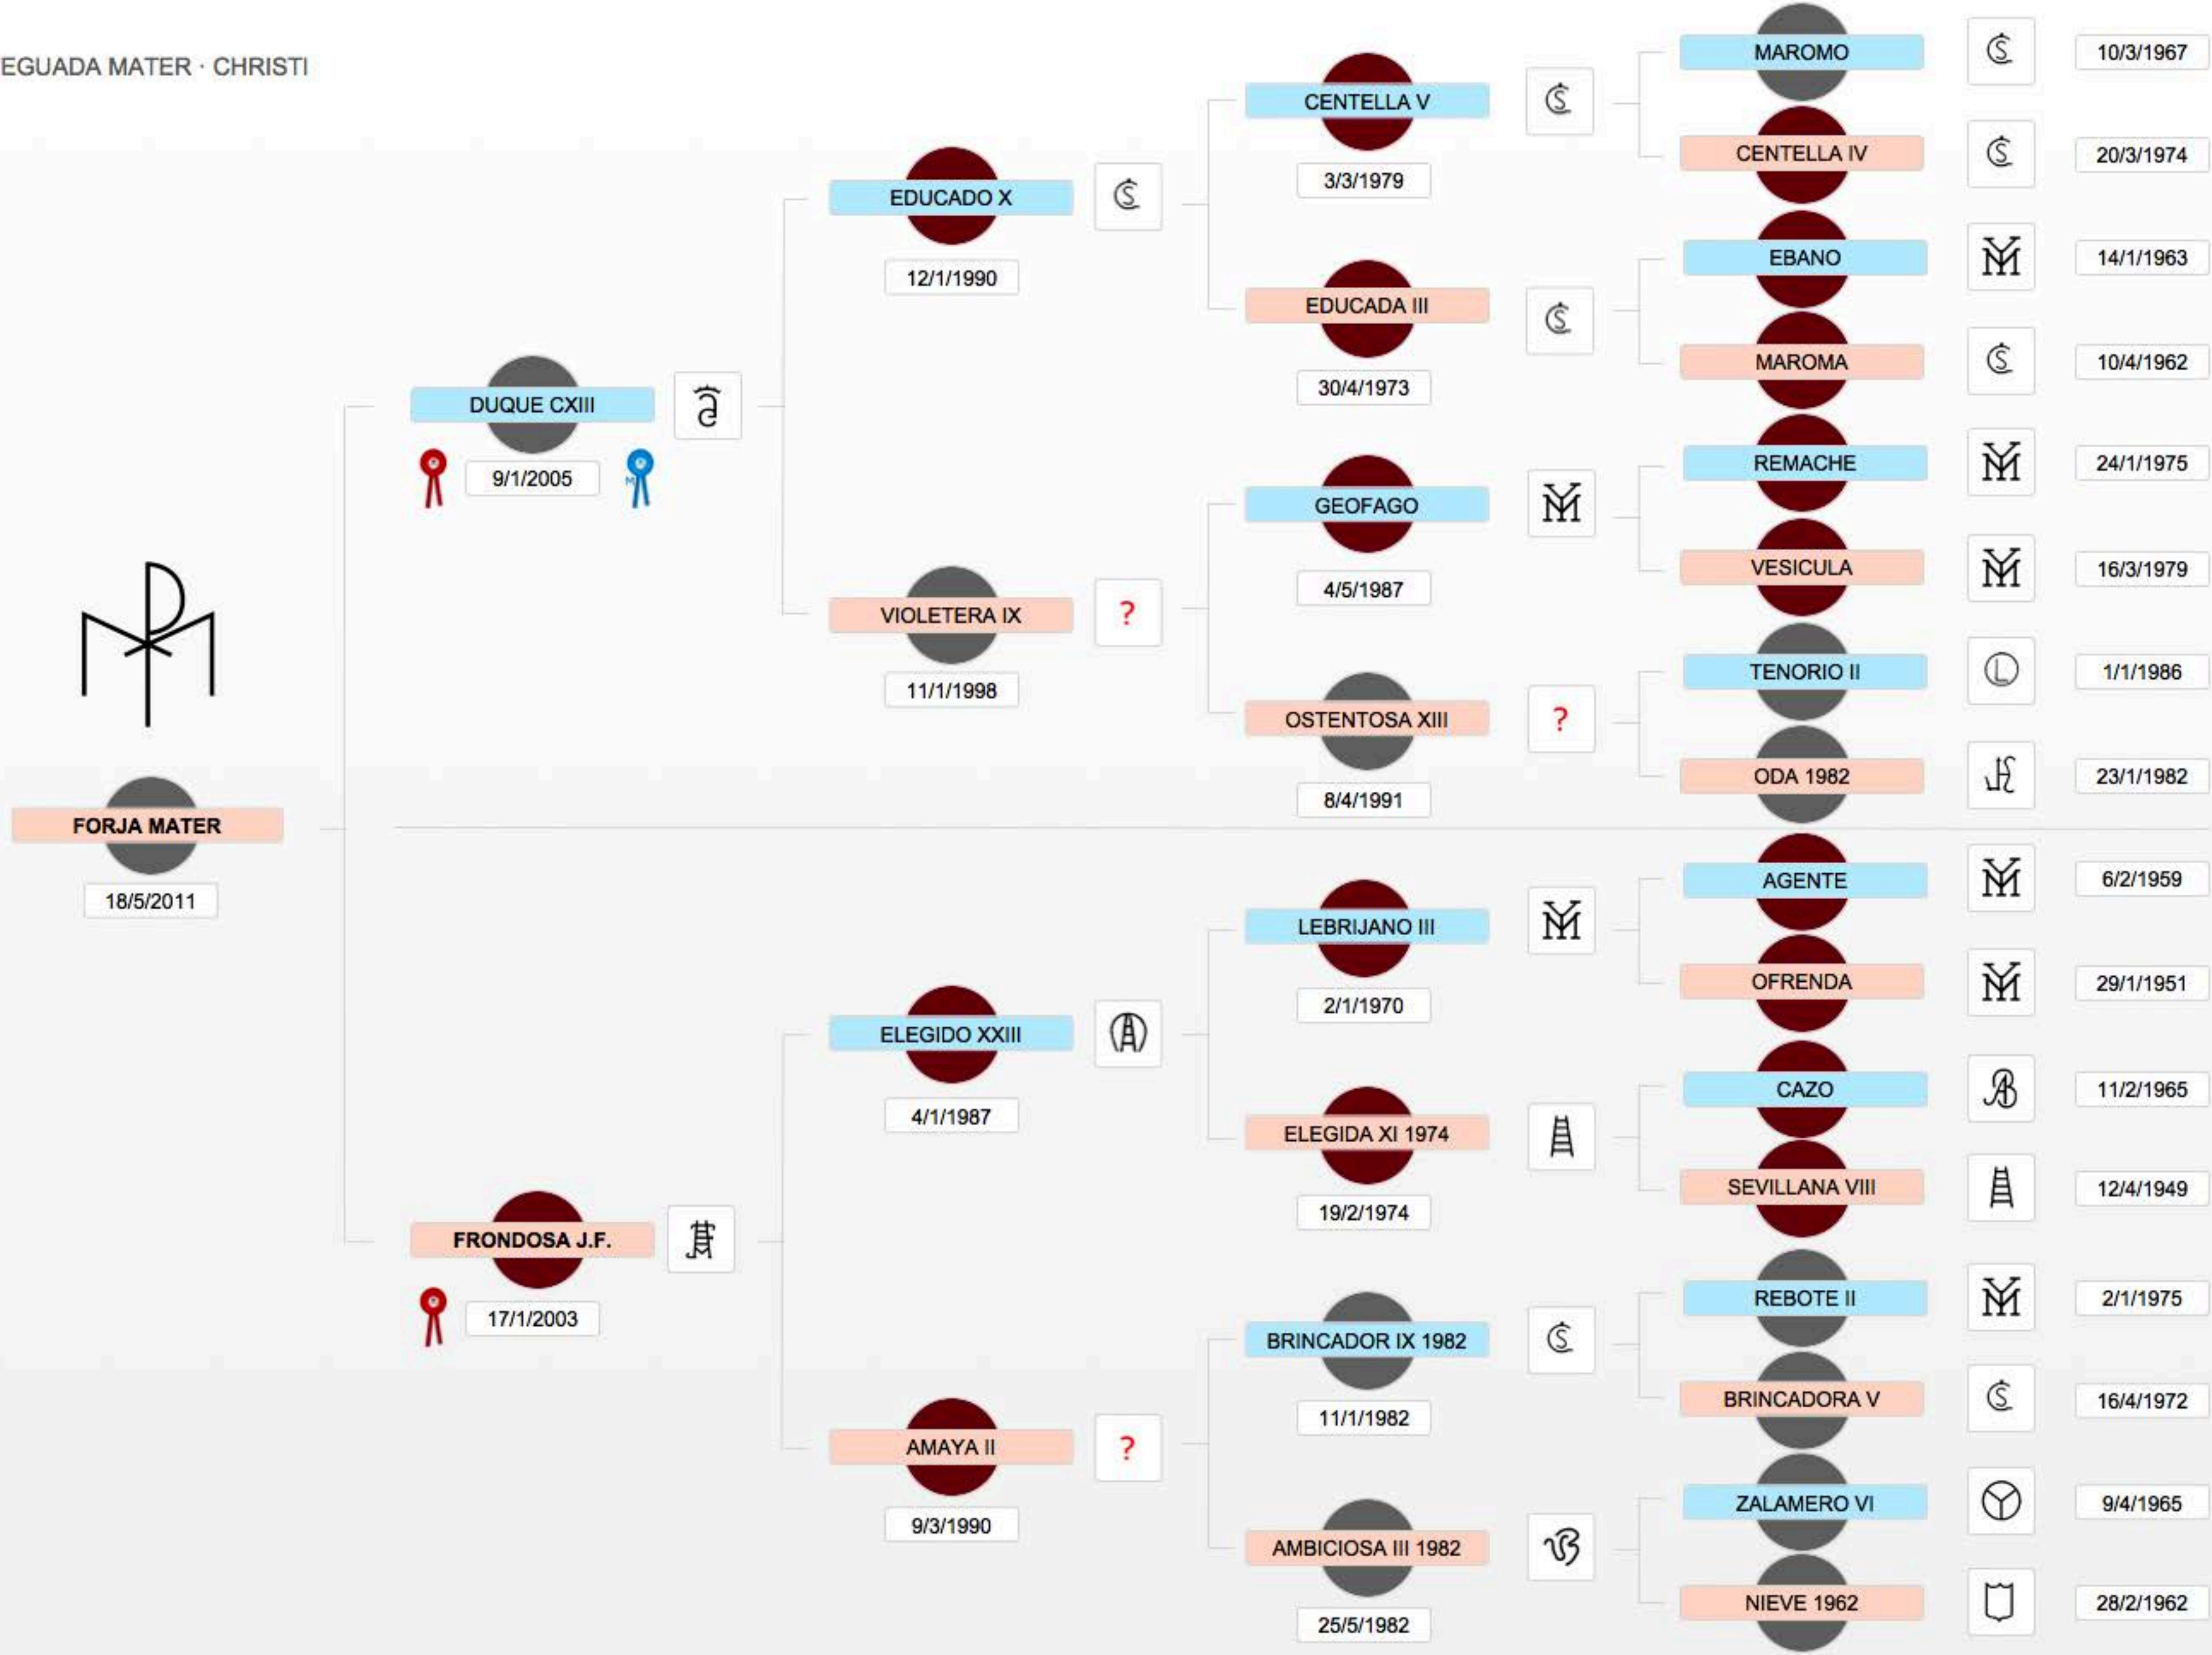 EGUADA MATER · CHRISTI
FORJA MATER
18/5/2011
DUQUE CXIII
9/1/2005
M
FRONDOSA J.F.
17/1/2003
EDUCADO X
12/1/1990
VIOLETERA IX
?
11/1/1998
ELEGIDO XXIII
4/1/1987
AMAYA II
?
9/3/1990
CENTELLA V
3/3/1979
EDUCADA III
30/4/1973
GEOFAGO
4/5/1987
OSTENTOSA XIII
?
8/4/1991
LEBRIJANO III
2/1/1970
ELEGIDA XI 1974
19/2/1974
BRINCADOR IX 1982
11/1/1982
AMBICIOSA III 1982
25/5/1982
MAROMO 10/3/1967
CENTELLA IV 20/3/1974
EBANO 14/1/1963
MAROMA 10/4/1962
REMACHE 24/1/1975
VESICULA 16/3/1979
TENORIO II L 1/1/1986
ODA 1982 23/1/1982
AGENTE 6/2/1959
OFRENDA 29/1/1951
CAZO 11/2/1965
SEVILLANA VIII 12/4/1949
REBOTE II 2/1/1975
BRINCADORA V 16/4/1972
ZALAMERO VI 9/4/1965
NIEVE 1962 28/2/1962